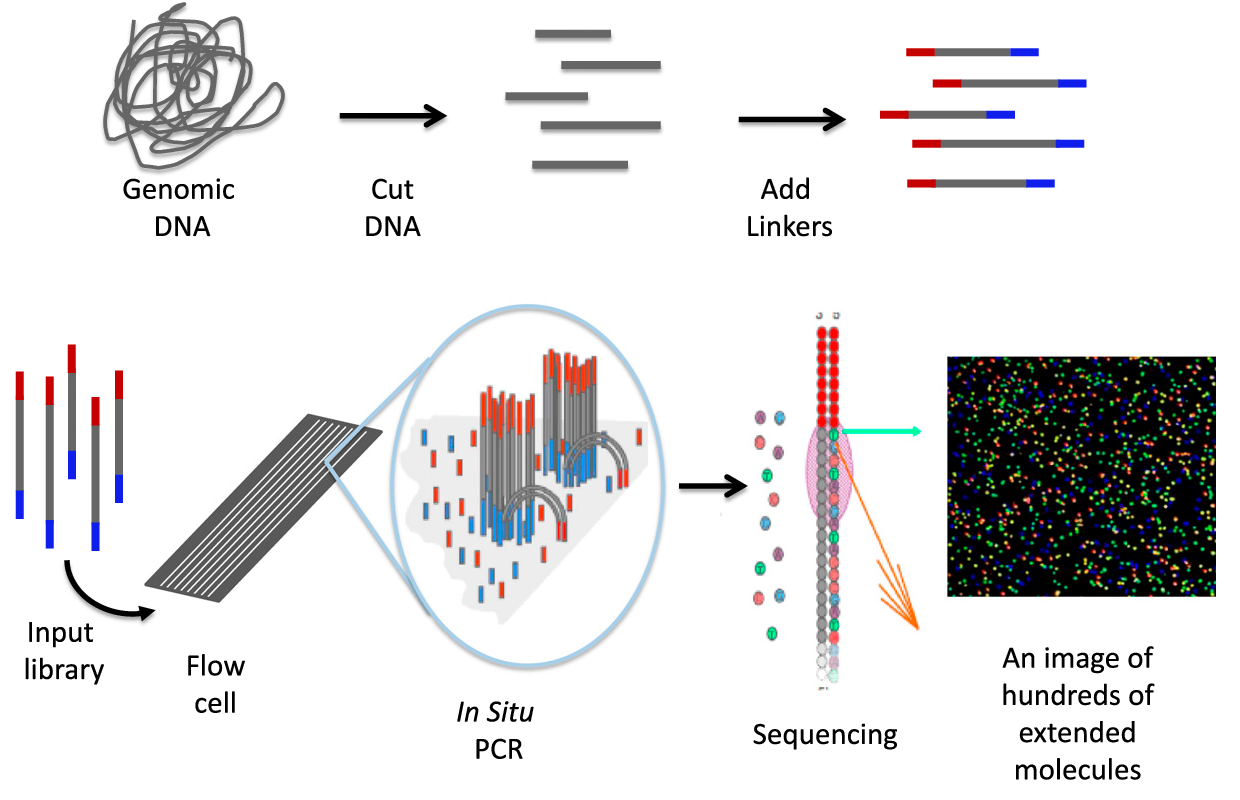 Genomic
DNA
Cut
DNA
Add
Linkers
Input
library
Flow
cell
In Situ
PCR
Sequencing
An image of
hundreds of
extended
molecules